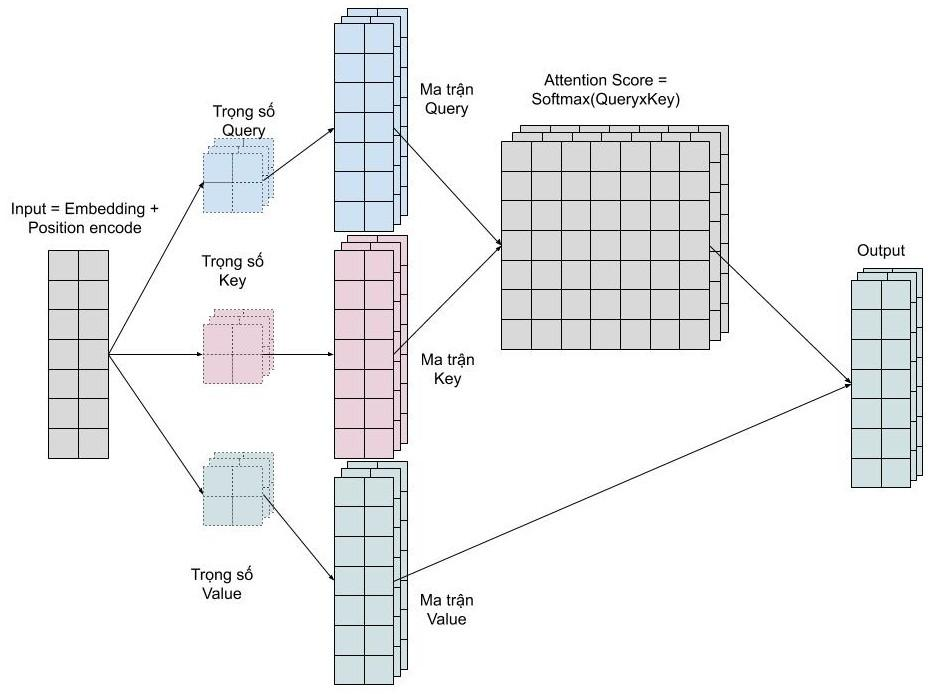 Input = Embedding +
Position encode
Trọng số
Query
Trọng số
Key
Trọng số
Value
Ma trận
Query
Ma trận
Key
Ma trận
Value
Attention Score =
Softmax(QueryxKey)
Output